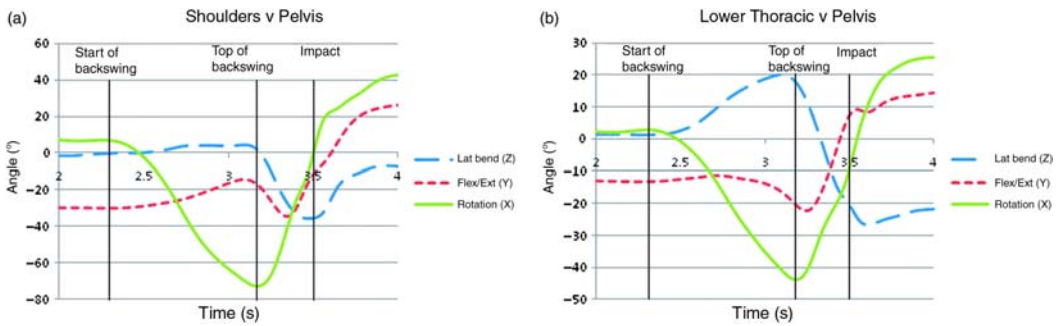 (a)
Shoulders v Pelvis
60
40
20
0
−20
−40
−60
−80
Angle (°)
Start of
backswing
Top of
backswing
Impact
2
2.5
3
3.5
4
Time (s)
Lat bend (Z)
Flex/Ext (Y)
Rotation (X)
(b)
Lower Thoracic v Pelvis
30
20
10
0
−10
−20
−30
−40
−50
Angle (°)
Start of
backswing
Top of
backswing
Impact
2
2.5
3
3.5
4
Time (s)
Lat bend (Z)
Flex/Ext (Y)
Rotation (X)